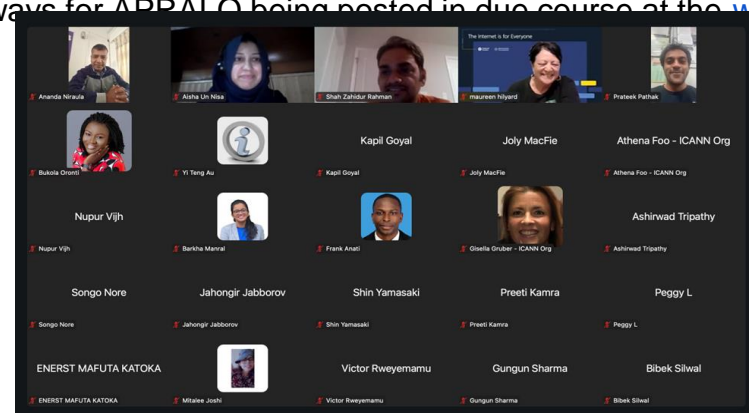 ways for APRALO being posted in due course at the
The Internet is for Everyone
Ananda Niraula
Aisha Un Nisa
Shah Zahidur Rahman
maureen hilyard
Prateek Pathak
Kapil Goyal
Joly MacFie
Athena Foo - ICANN Org
Bukola Oronti
Yi Teng Au
Kapil Goyal
Joly MacFie
Athena Foo - ICANN Org
Nupur Vijh
Ashirwad Tripathy
Nupur Vijh
Barkha Manral
Frank Anati
Gisella Gruber - ICANN Org
Ashirwad Tripathy
Songo Nore
Jahongir Jabborov
Shin Yamasaki
Preeti Kamra
Peggy L
Songo Nore
Jahongir Jabborov
Shin Yamasaki
Preeti Kamra
Peggy L
ENERST MAFUTA KATOKA
Victor Rweyemamu
Gungun Sharma
Bibek Silwal
ENERST MAFUTA KATOKA
Mitalee Joshi
Victor Rweyemamu
Gungun Sharma
Bibek Silwal